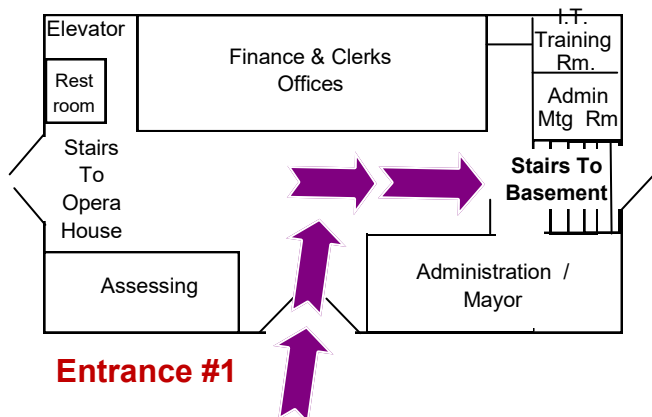 Elevator
Finance & Clerks
Offices
I.T.
Training
Rm.
Rest
room
Admin
Mtg Rm
Stairs
To
Opera
House
Stairs To
Basement
Assessing
Administration /
Mayor
Entrance #1